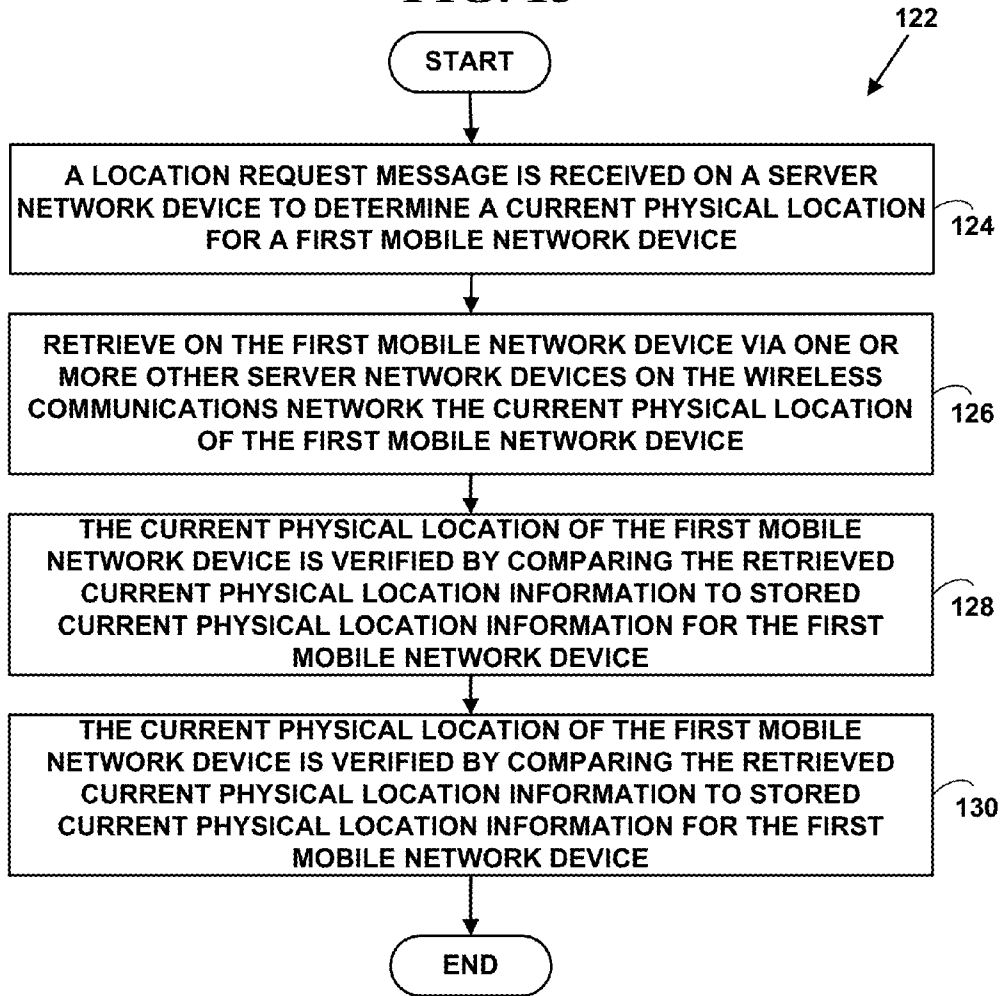 122
START
A LOCATION REQUEST MESSAGE IS RECEIVED ON A SERVER
NETWORK DEVICE TO DETERMINE A CURRENT PHYSICAL LOCATION
FOR A FIRST MOBILE NETWORK DEVICE
124
RETRIEVE ON THE FIRST MOBILE NETWORK DEVICE VIA ONE OR
MORE OTHER SERVER NETWORK DEVICES ON THE WIRELESS
COMMUNICATIONS NETWORK THE CURRENT PHYSICAL LOCATION
OF THE FIRST MOBILE NETWORK DEVICE
126
THE CURRENT PHYSICAL LOCATION OF THE FIRST MOBILE
NETWORK DEVICE IS VERIFIED BY COMPARING THE RETRIEVED
CURRENT PHYSICAL LOCATION INFORMATION TO STORED
CURRENT PHYSICAL LOCATION INFORMATION FOR THE FIRST
MOBILE NETWORK DEVICE
128
THE CURRENT PHYSICAL LOCATION OF THE FIRST MOBILE
NETWORK DEVICE IS VERIFIED BY COMPARING THE RETRIEVED
CURRENT PHYSICAL LOCATION INFORMATION TO STORED
CURRENT PHYSICAL LOCATION INFORMATION FOR THE FIRST
MOBILE NETWORK DEVICE
130
END